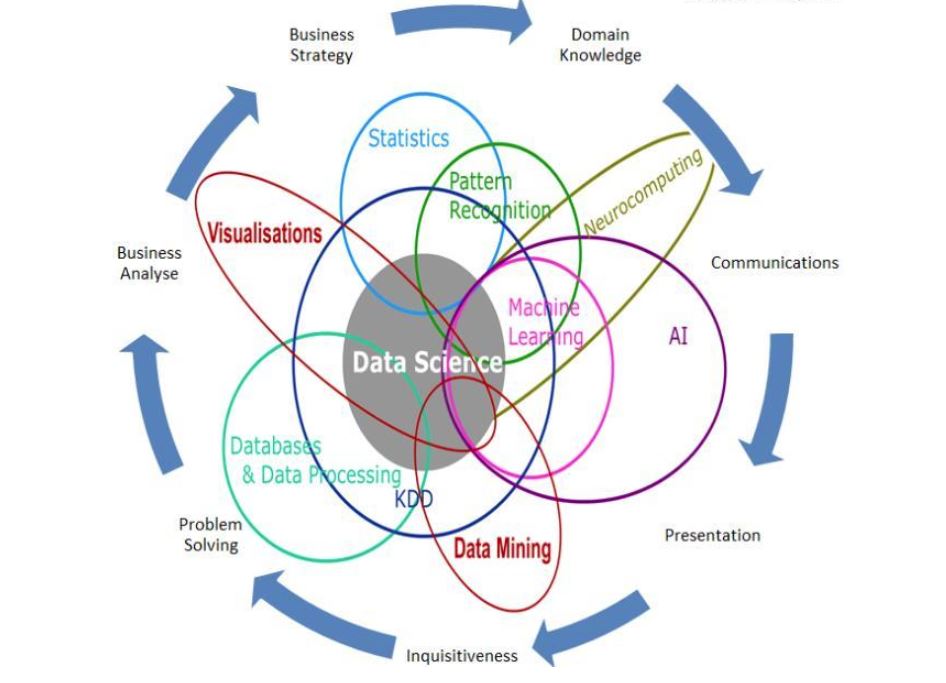 Business
Strategy
Domain
Knowledge
Statistics
Pattern
Recognition
Neurocomputing
Visualisations
Business
Analyse
Communications
Machine
Learning
AI
Data Science
Databases
& Data Processing
KDD
Data Mining
Problem
Solving
Presentation
Inquisitiveness